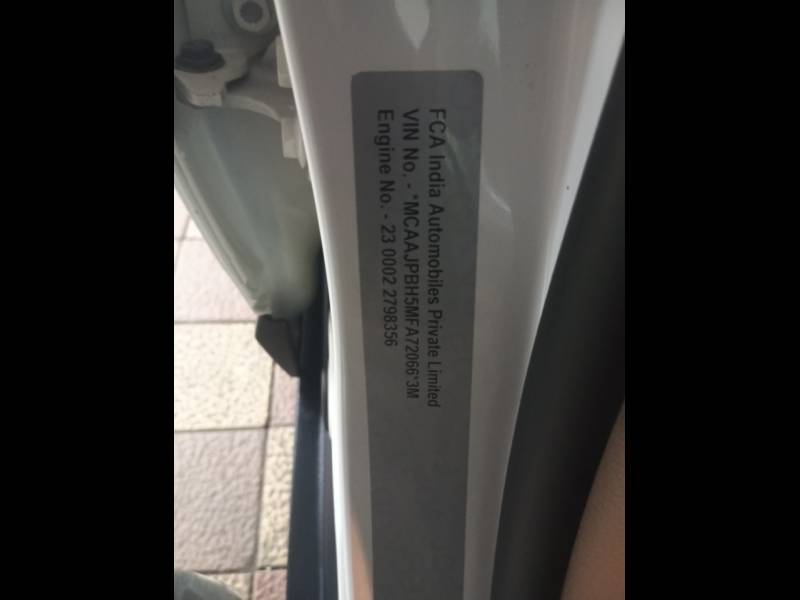 FCA India Automobiles Private Limited
VIN No. - *MCAAJPBH5MFA72066*3M
Engine No. - 23 0002 2798356